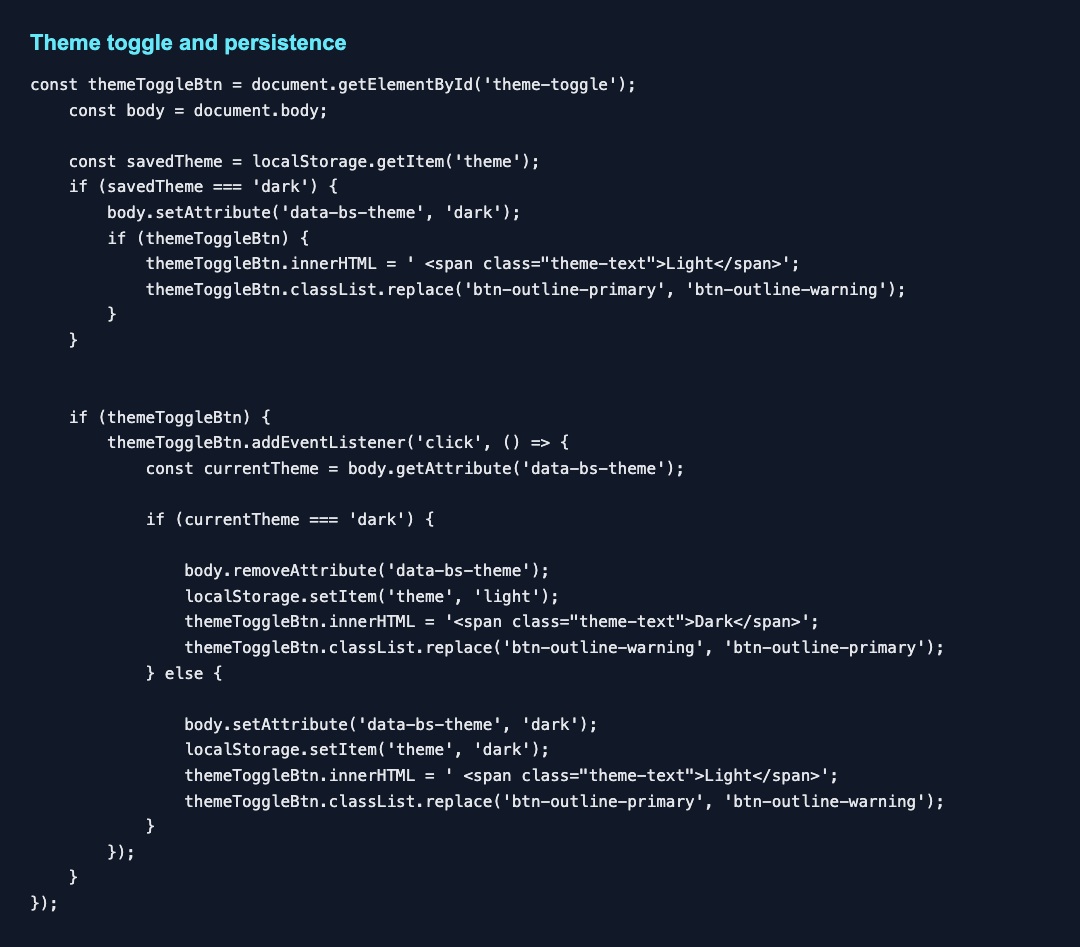 Theme toggle and persistence
const themeToggleBtn = document.getElementById('theme-toggle');
    const body = document.body;

    const savedTheme = localStorage.getItem('theme');
    if (savedTheme === 'dark') {
        body.setAttribute('data-bs-theme', 'dark');
        if (themeToggleBtn) {
            themeToggleBtn.innerHTML = ' <span class="theme-text">Light</span>';
            themeToggleBtn.classList.replace('btn-outline-primary', 'btn-outline-warning');
        }
    }


    if (themeToggleBtn) {
        themeToggleBtn.addEventListener('click', () => {
            const currentTheme = body.getAttribute('data-bs-theme');

            if (currentTheme === 'dark') {

                body.removeAttribute('data-bs-theme');
                localStorage.setItem('theme', 'light');
                themeToggleBtn.innerHTML = '<span class="theme-text">Dark</span>';
                themeToggleBtn.classList.replace('btn-outline-warning', 'btn-outline-primary');
            } else {

                body.setAttribute('data-bs-theme', 'dark');
                localStorage.setItem('theme', 'dark');
                themeToggleBtn.innerHTML = ' <span class="theme-text">Light</span>';
                themeToggleBtn.classList.replace('btn-outline-primary', 'btn-outline-warning');
            }
        });
    }
});